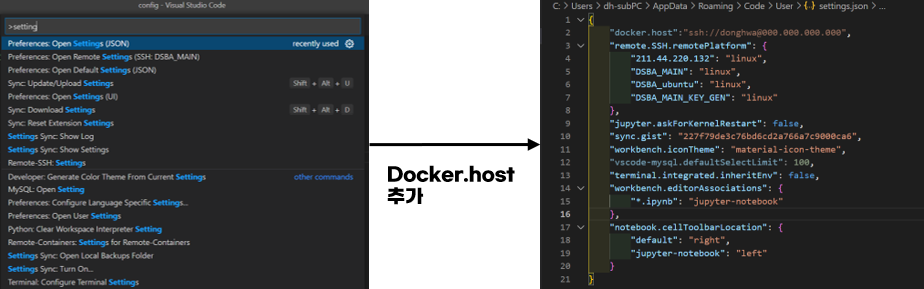 config - Visual Studio Code
>setting
Preferences: Open Settings (JSON) recently used
Preferences: Open Remote Settings (SSH: DSBA_MAIN)
Preferences: Open Default Settings (JSON)
Sync: Update/Upload Settings Shift + Alt + U
Preferences: Open Settings (UI)
Sync: Download Settings Shift + Alt + D
Sync: Reset Extension Settings
Settings Sync: Show Log
Settings Sync: Show Settings
Remote-SSH: Settings
Developer: Generate Color Theme From Current Settings other commands
MySQL: Open Setting
Preferences: Configure Language Specific Settings...
Preferences: Open User Settings
Python: Clear Workspace Interpreter Setting
Remote-Containers: Settings for Remote-Containers
Settings Sync: Open Local Backups Folder
Settings Sync: Turn On...
Terminal: Configure Terminal Settings
Docker.host
추가
C: > Users > dh-subPC > AppData > Roaming > Code > User > {} settings.json > ...
1 {
2 "docker.host":"ssh://donghwa@000.000.000.000",
3 "remote.SSH.remotePlatform": {
4 "211.44.220.132": "linux",
5 "DSBA_MAIN": "linux",
6 "DSBA_ubuntu": "linux",
7 "DSBA_MAIN_KEY_GEN": "linux"
8 },
9 "jupyter.askForKernelRestart": false,
10 "sync.gist": "227f79de3c76bd6cd2a766a7c9000ca6",
11 "workbench.iconTheme": "material-icon-theme",
12 "vscode-mysql.defaultSelectLimit": 100,
13 "terminal.integrated.inheritEnv": false,
14 "workbench.editorAssociations": {
15 "*.ipynb": "jupyter-notebook"
16 },
17 "notebook.cellToolbarLocation": {
18 "default": "right",
19 "jupyter-notebook": "left"
20 }
21 }